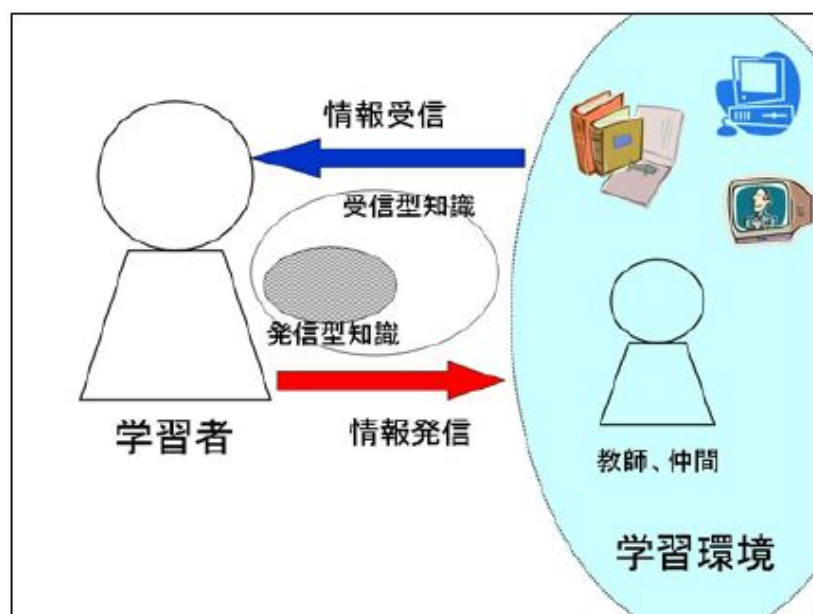 情報受信
受信型知識
発信型知識
学習者
情報発信
教師、仲間
学習環境